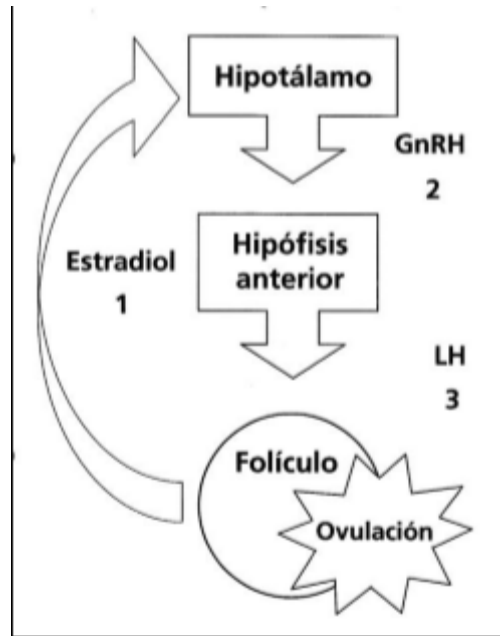 Hipotálamo
GnRH
2
Estradiol
1
Hipófisis
anterior
LH
3
Folículo
Ovulación